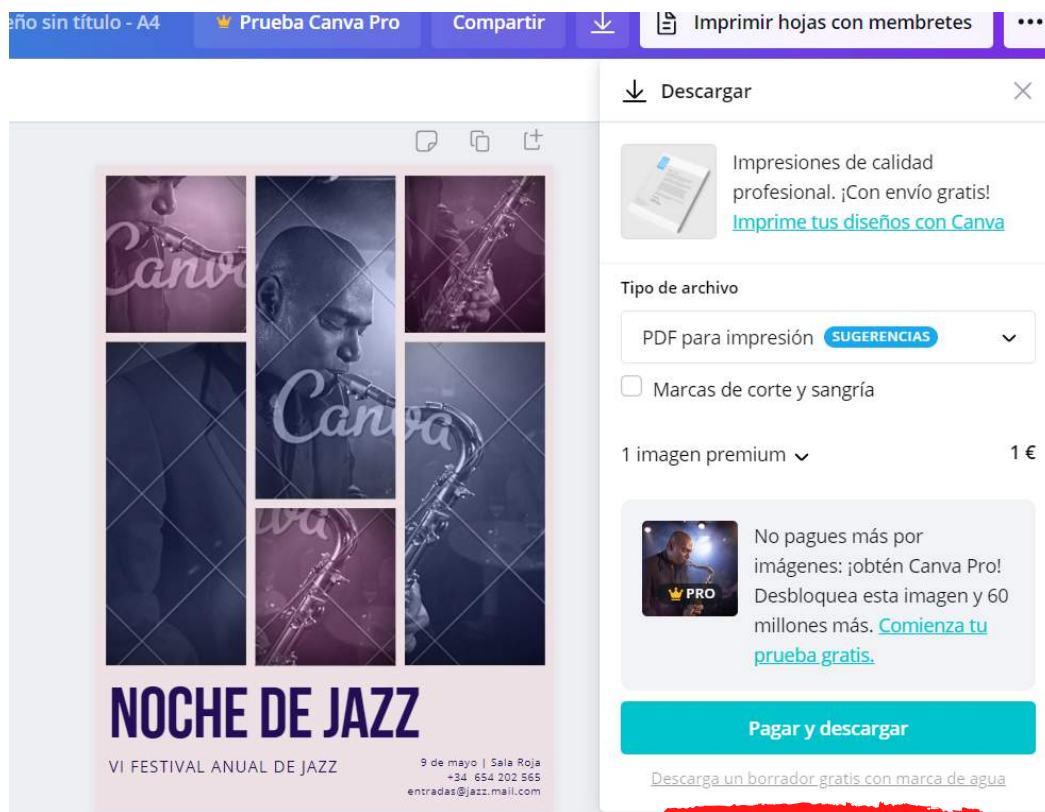 eño sin título - A4
Prueba Canva Pro
Compartir
Imprimir hojas con membretes
Descargar
Impresiones de calidad
profesional. ¡Con envío gratis!
Imprime tus diseños con Canva
Tipo de archivo
PDF para impresión SUGERENCIAS
Marcas de corte y sangría
1 imagen premium 1 €
No pagues más por
imágenes: ¡obtén Canva Pro!
Desbloquea esta imagen y 60
millones más. Comienza tu
prueba gratis.
PRO
Pagar y descargar
Descarga un borrador gratis con marca de agua
Canva
Canva
Canva
NOCHE DE JAZZ
VI FESTIVAL ANUAL DE JAZZ
9 de mayo | Sala Roja
+34 654 202 565
entradas@jazz.mail.com